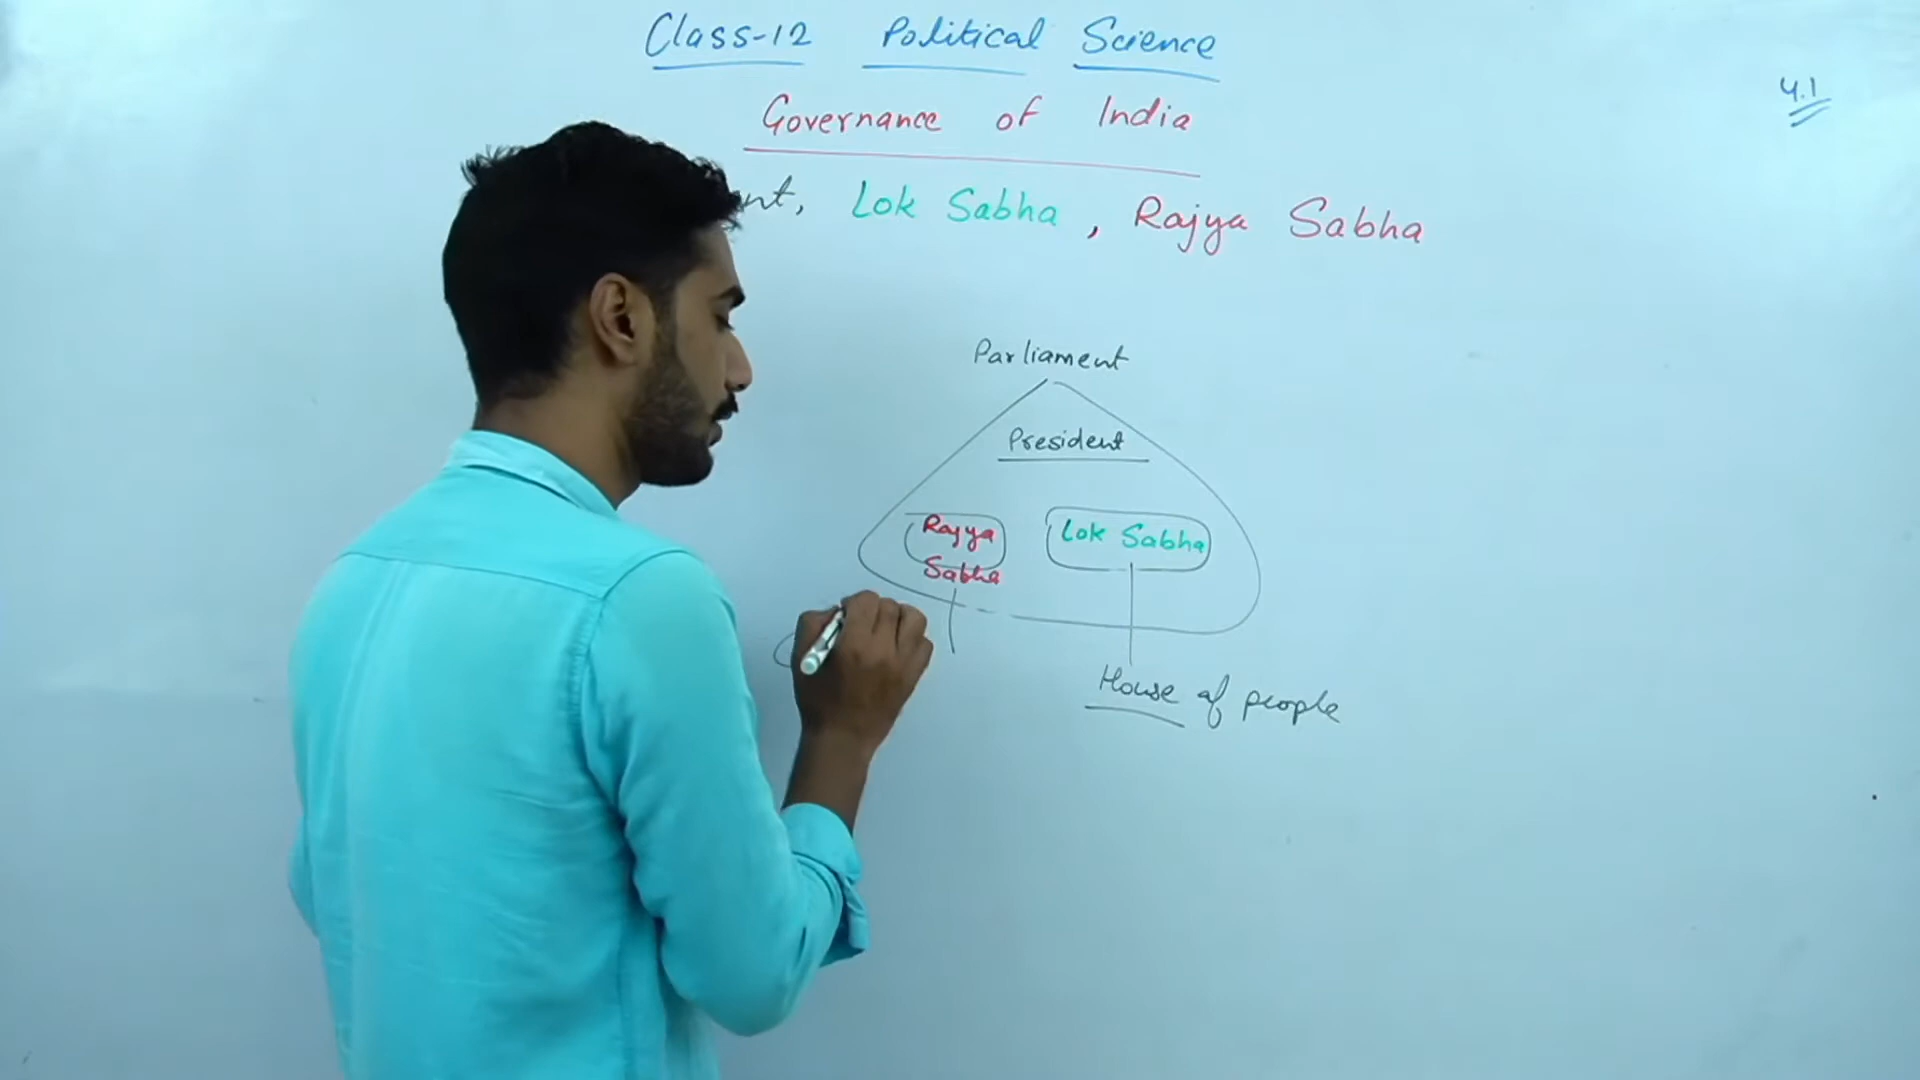 Class-12 Political Science
4.1
Governance of India
Lok Sabha, Rajya Sabha
Parliament
President
Rajya Sabha
Lok Sabha
House of people